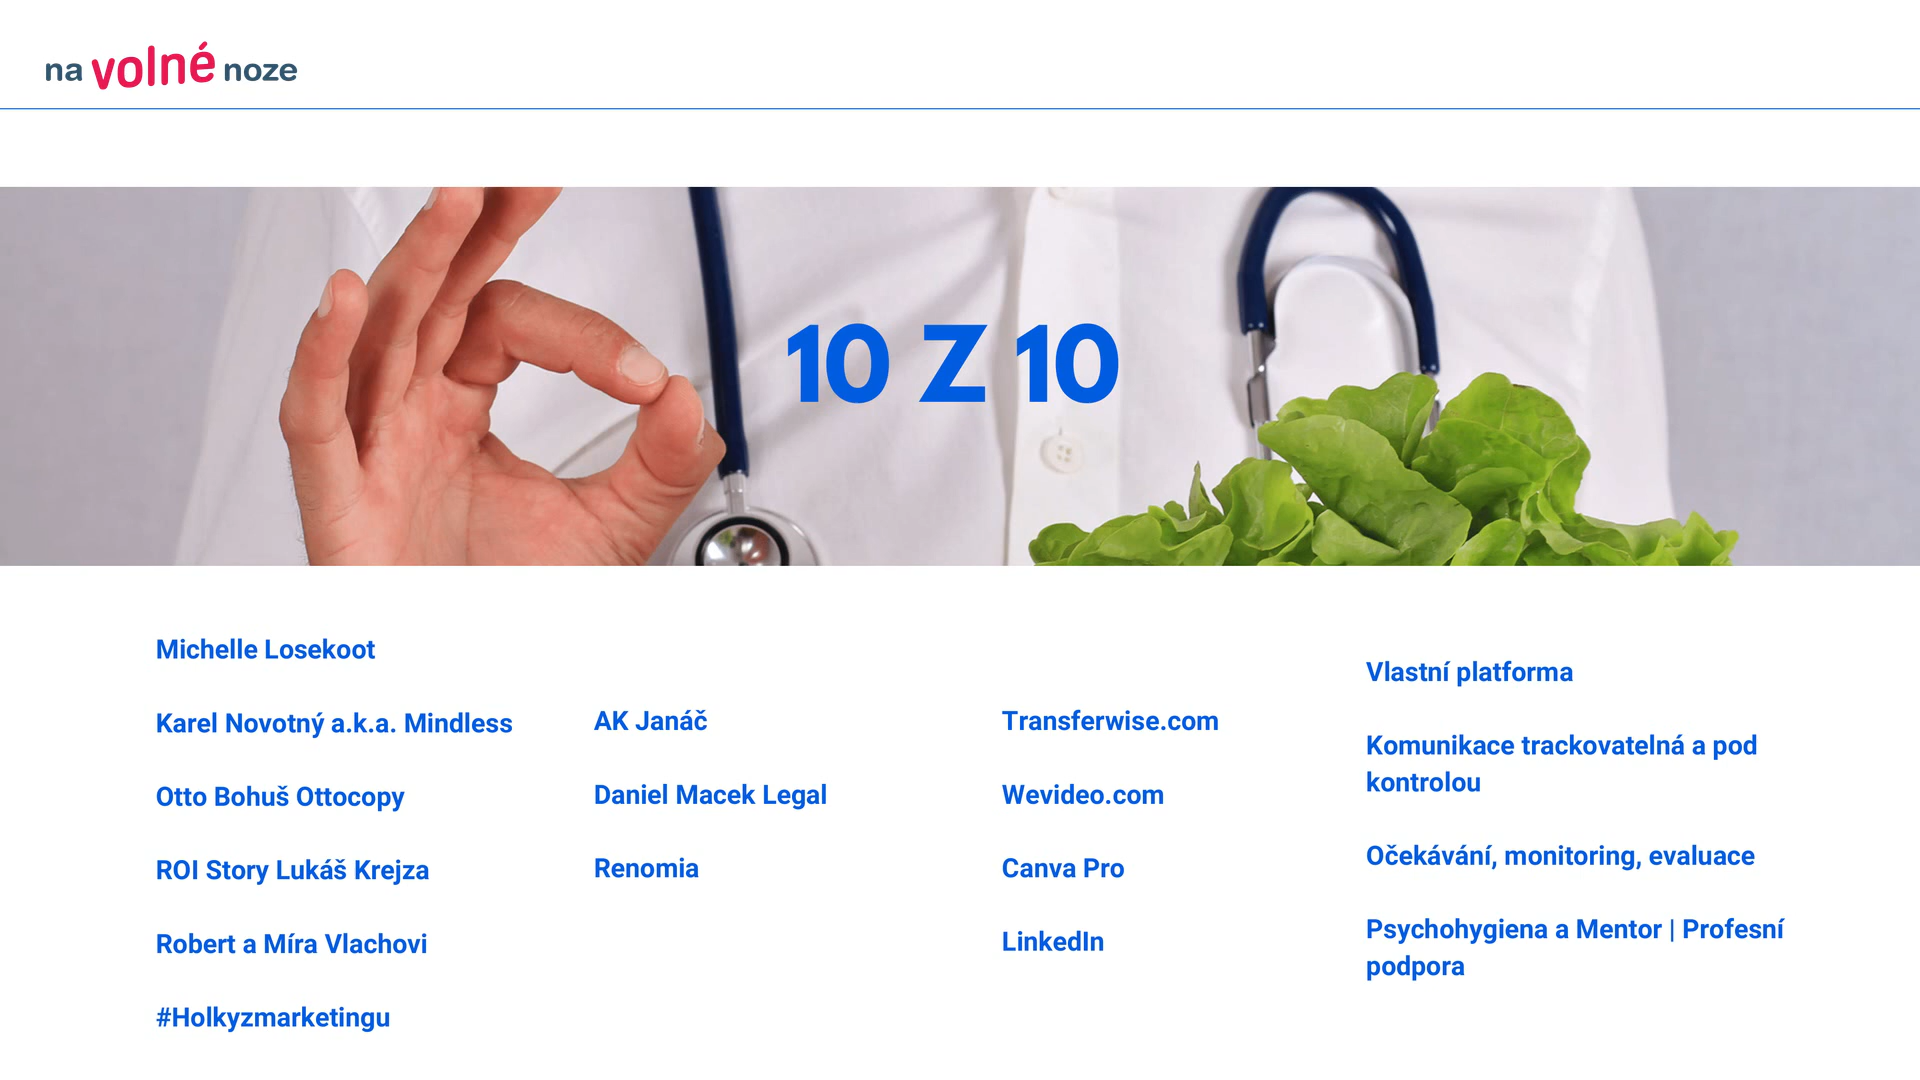 na volné noze
10 Z 10
Michelle Losekoot
Karel Novotný a.k.a. Mindless
Otto Bohuš Ottocopy
ROI Story Lukáš Krejza
Robert a Míra Vlachovi
#Holkyzmarketingu
AK Janáč
Daniel Macek Legal
Renomia
Transferwise.com
Wevideo.com
Canva Pro
LinkedIn
Vlastní platforma
Komunikace trackovatelná a pod
kontrolou
Očekávání, monitoring, evaluace
Psychohygiena a Mentor | Profesní
podpora